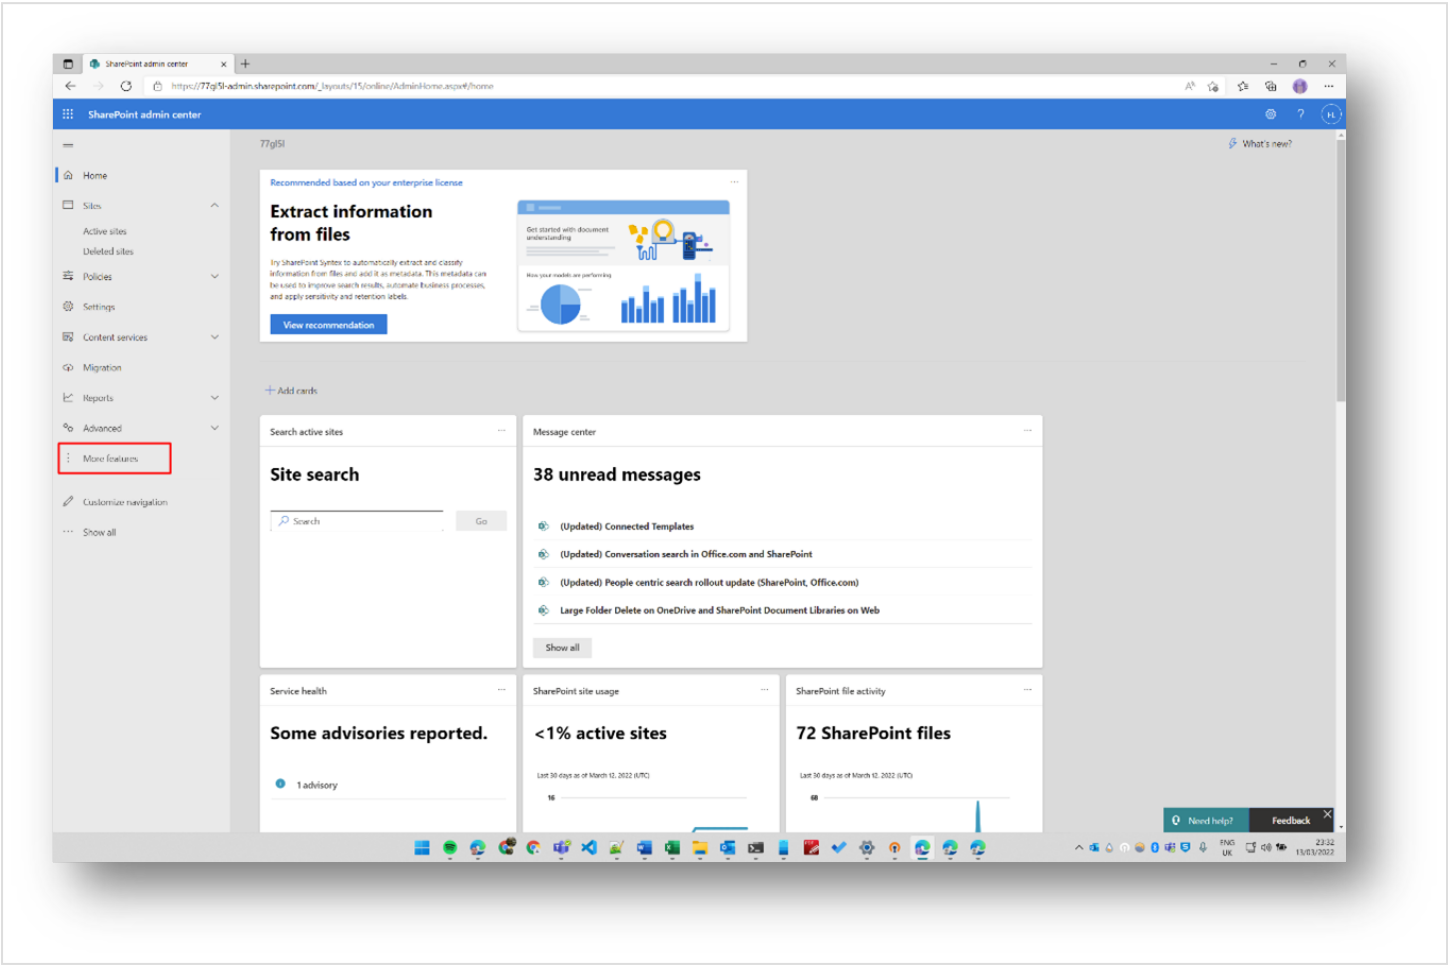 SharePoint admin center
https://77gl5l-admin.sharepoint.com/_layouts/15/online/AdminHome.aspx#/home
SharePoint admin center
HL
77gl5l
What's new?
Home
Sites
Active sites
Deleted sites
Policies
Settings
Content services
Migration
Reports
Advanced
More features
Customize navigation
Show all
Recommended based on your enterprise license
Extract information
from files
Try SharePoint Syntex to automatically extract and classify
information from files and add it as metadata. This metadata can
be used to improve search results, automate business processes,
and apply sensitivity and retention labels.
View recommendation
Get started with document
understanding
How your models are performing
Add cards
Search active sites
Site search
Search
Go
Message center
38 unread messages
(Updated) Connected Templates
(Updated) Conversation search in Office.com and SharePoint
(Updated) People centric search rollout update (SharePoint, Office.com)
Large Folder Delete on OneDrive and SharePoint Document Libraries on Web
Show all
Service health
Some advisories reported.
1 advisory
SharePoint site usage
<1% active sites
Last 30 days as of March 12, 2022 (UTC)
16
SharePoint file activity
72 SharePoint files
Last 30 days as of March 12, 2022 (UTC)
68
Need help?
Feedback
ENG
UK
23:32
13/03/2022